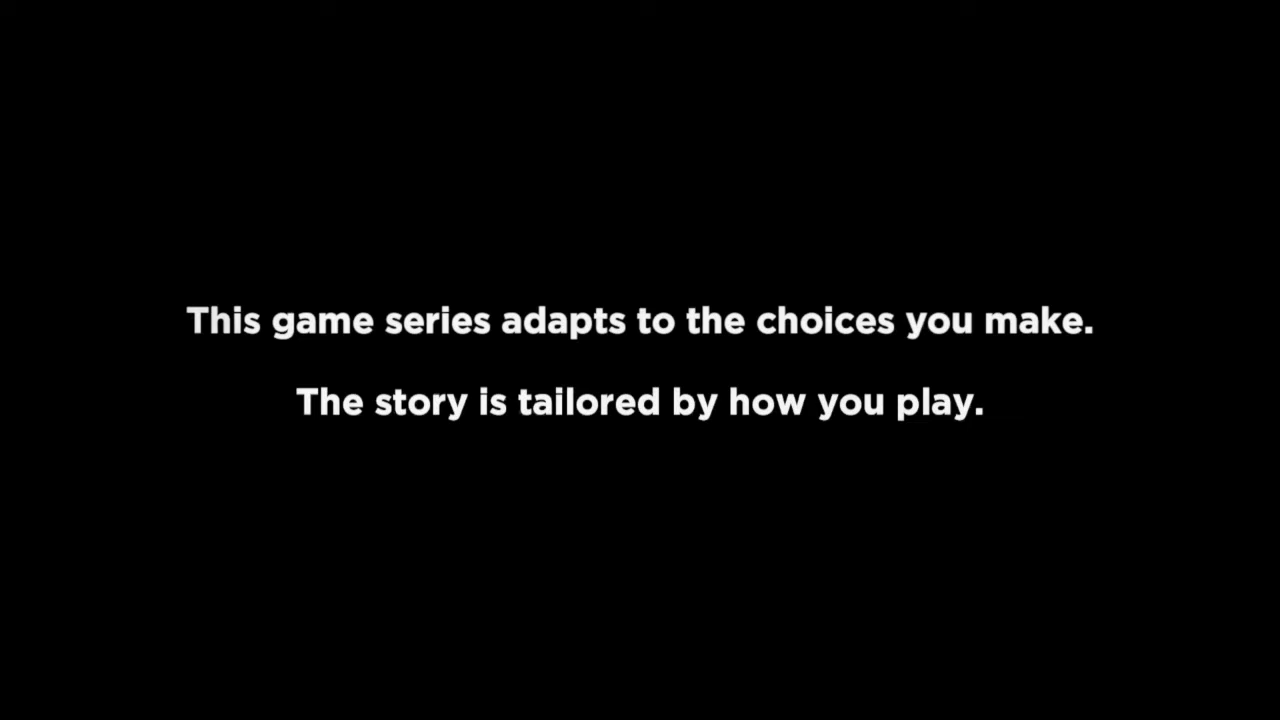 This game series adapts to the choices you make.
The story is tailored by how you play.